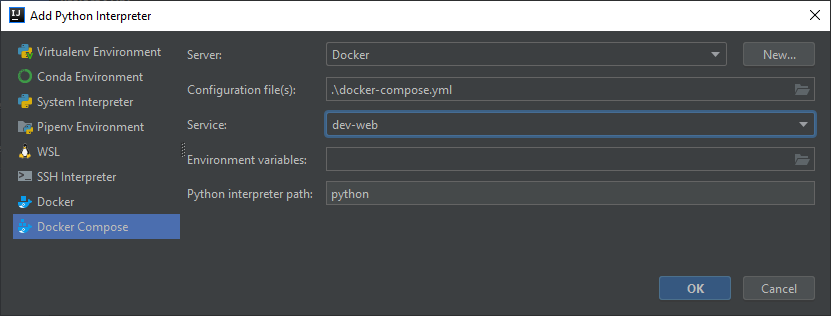 IJ
Add Python Interpreter
Virtualenv Environment
Conda Environment
System Interpreter
Pipenv Environment
WSL
SSH Interpreter
Docker
Docker Compose
Server: Docker New...
Configuration file(s): .\docker-compose.yml
Service: dev-web
Environment variables:
Python interpreter path: python
OK Cancel